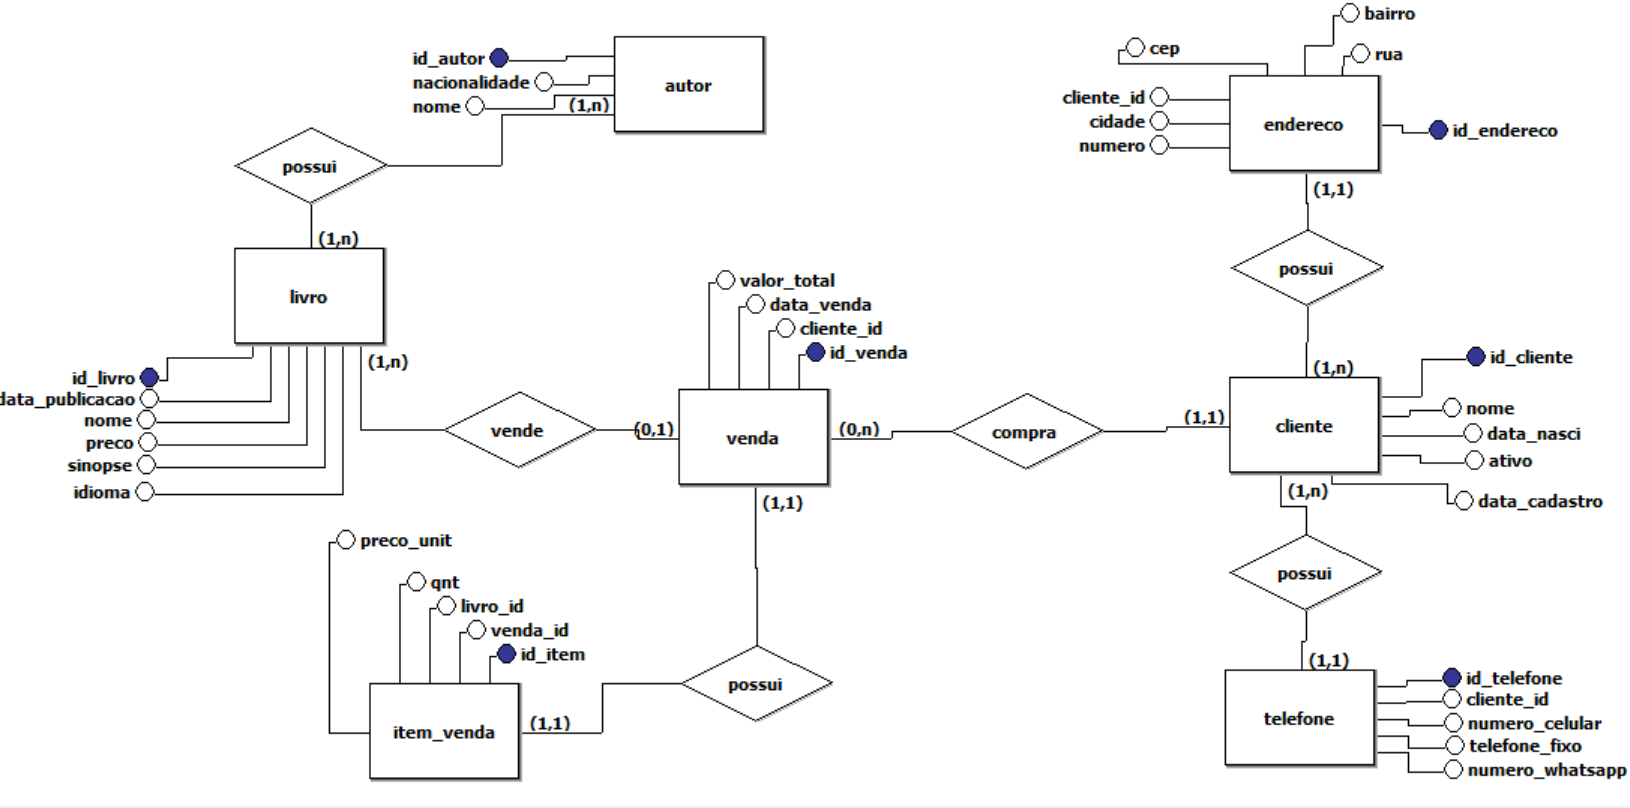 bairro
cep
rua
id_autor
nacionalidade
nome
(1,n)
autor
cliente_id
cidade
numero
endereco
id_endereco
(1,1)
possui
(1,n)
livro
possui
(1,n)
valor_total
data_venda
cliente_id
id_venda
id_livro
data_publicacao
nome
preco
sinopse
idioma
(1,n)
vende
(0,1)
venda
(0,n)
compra
(1,1)
cliente
id_cliente
nome
data_nasci
ativo
data_cadastro
(1,1)
(1,n)
possui
preco_unit
qnt
livro_id
venda_id
id_item
item_venda
(1,1)
possui
(1,1)
telefone
id_telefone
cliente_id
numero_celular
telefone_fixo
numero_whatsapp